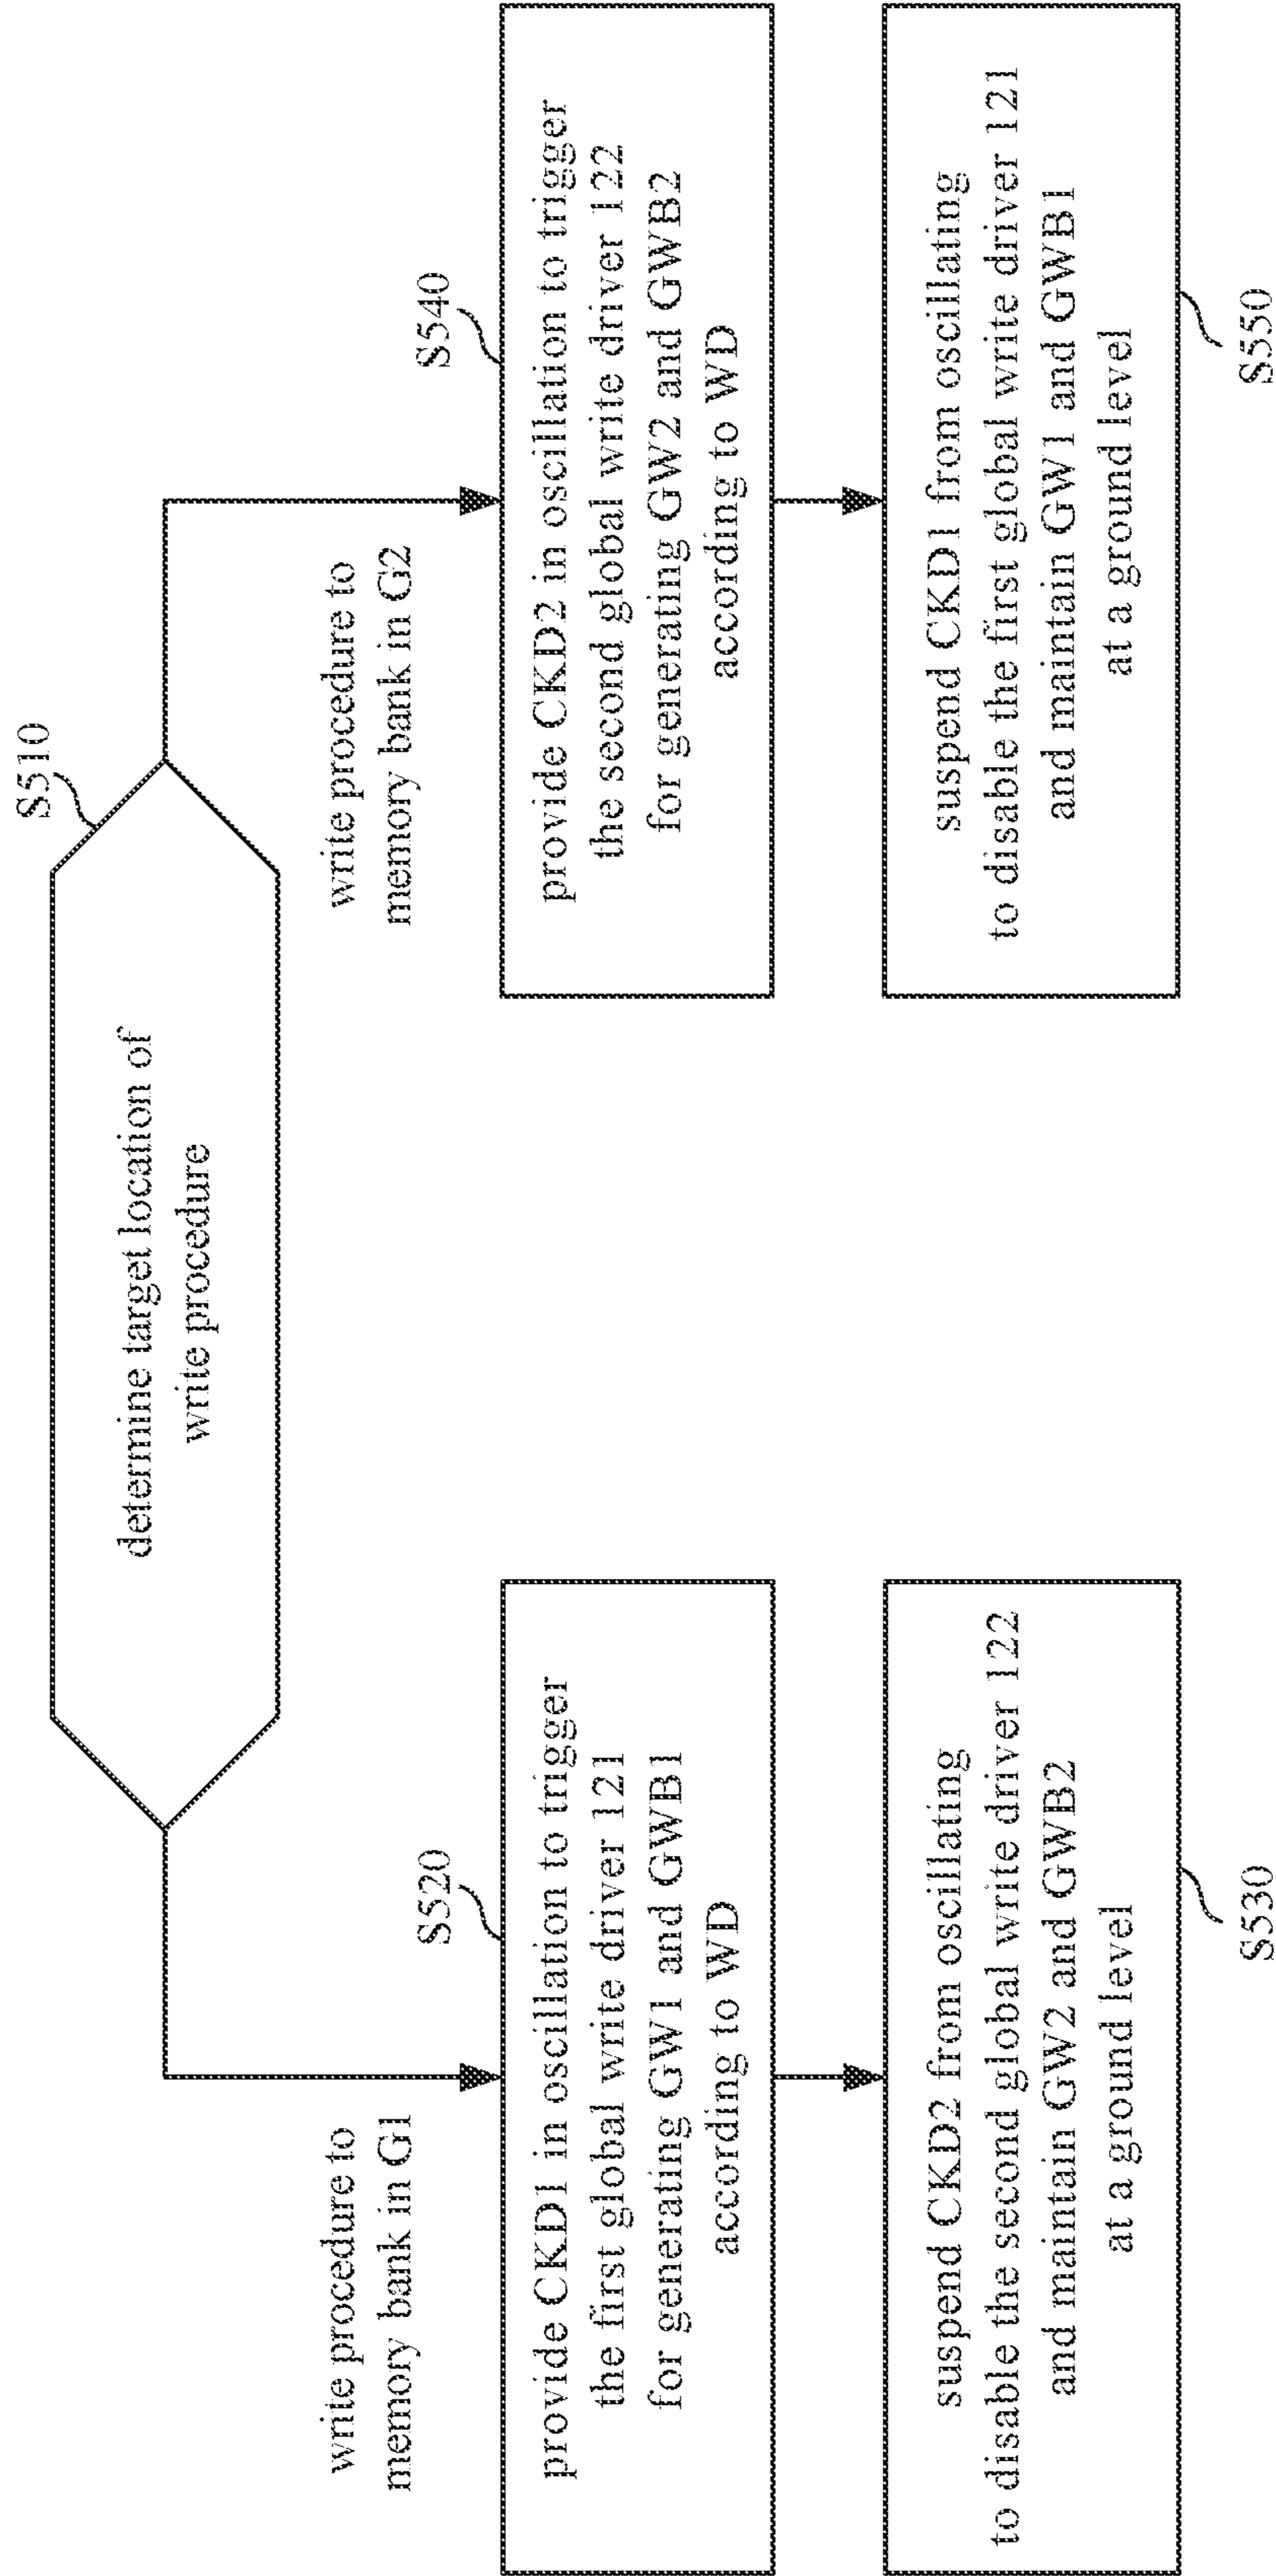 S510
determine target location of
write procedure
write procedure to
memory bank in G1
S520
provide CKD1 in oscillation to trigger
the first global write driver 121
for generating GW1 and GWB1
according to WD
suspend CKD2 from oscillating
to disable the second global write driver 122
and maintain GW2 and GWB2
at a ground level
S530
write procedure to
memory bank in G2
S540
provide CKD2 in oscillation to trigger
the second global write driver 122
for generating GW2 and GWB2
according to WD
suspend CKD1 from oscillating
to disable the first global write driver 121
and maintain GW1 and GWB1
at a ground level
S550